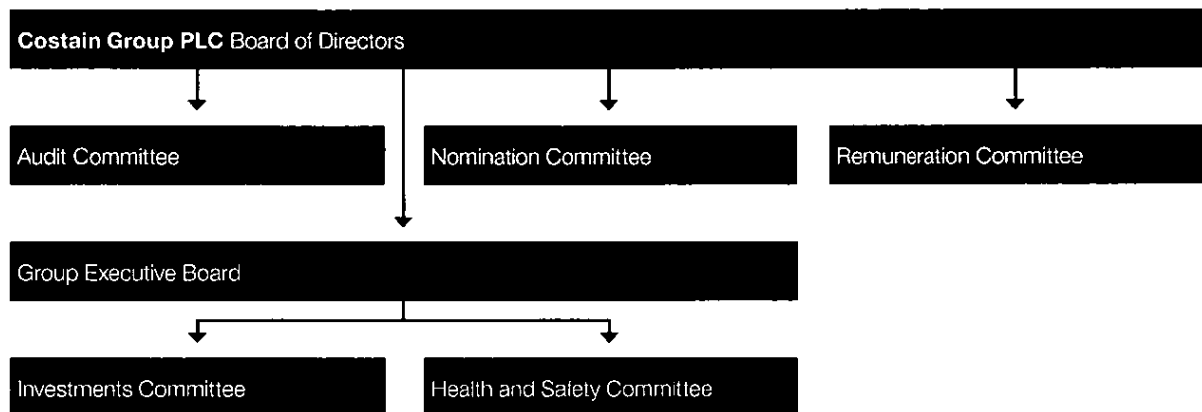 Costain Group PLC Board of Directors
Audit Committee
Nomination Committee
Remuneration Committee
Group Executive Board
Investments Committee
Health and Safety Committee